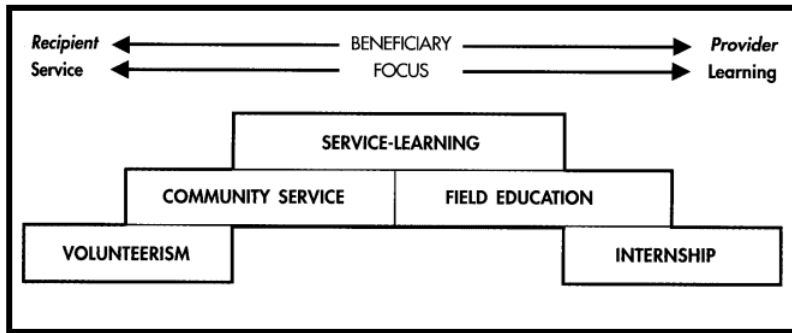 Recipient BENEFICIARY Provider
Service FOCUS Learning
SERVICE-LEARNING
COMMUNITY SERVICE FIELD EDUCATION
VOLUNTEERISM INTERNSHIP